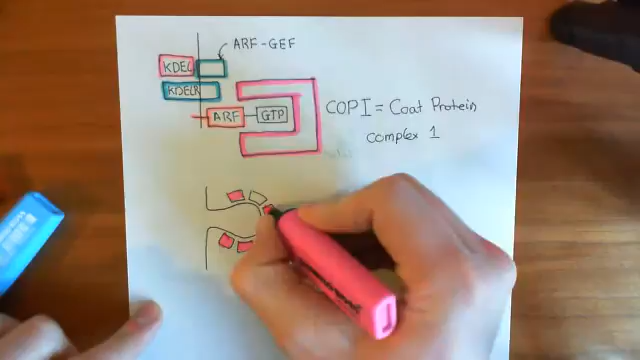 ARF-GEF
KDEL
KDELR
ARF
GTP
COPI = Coat Protein
Complex 1